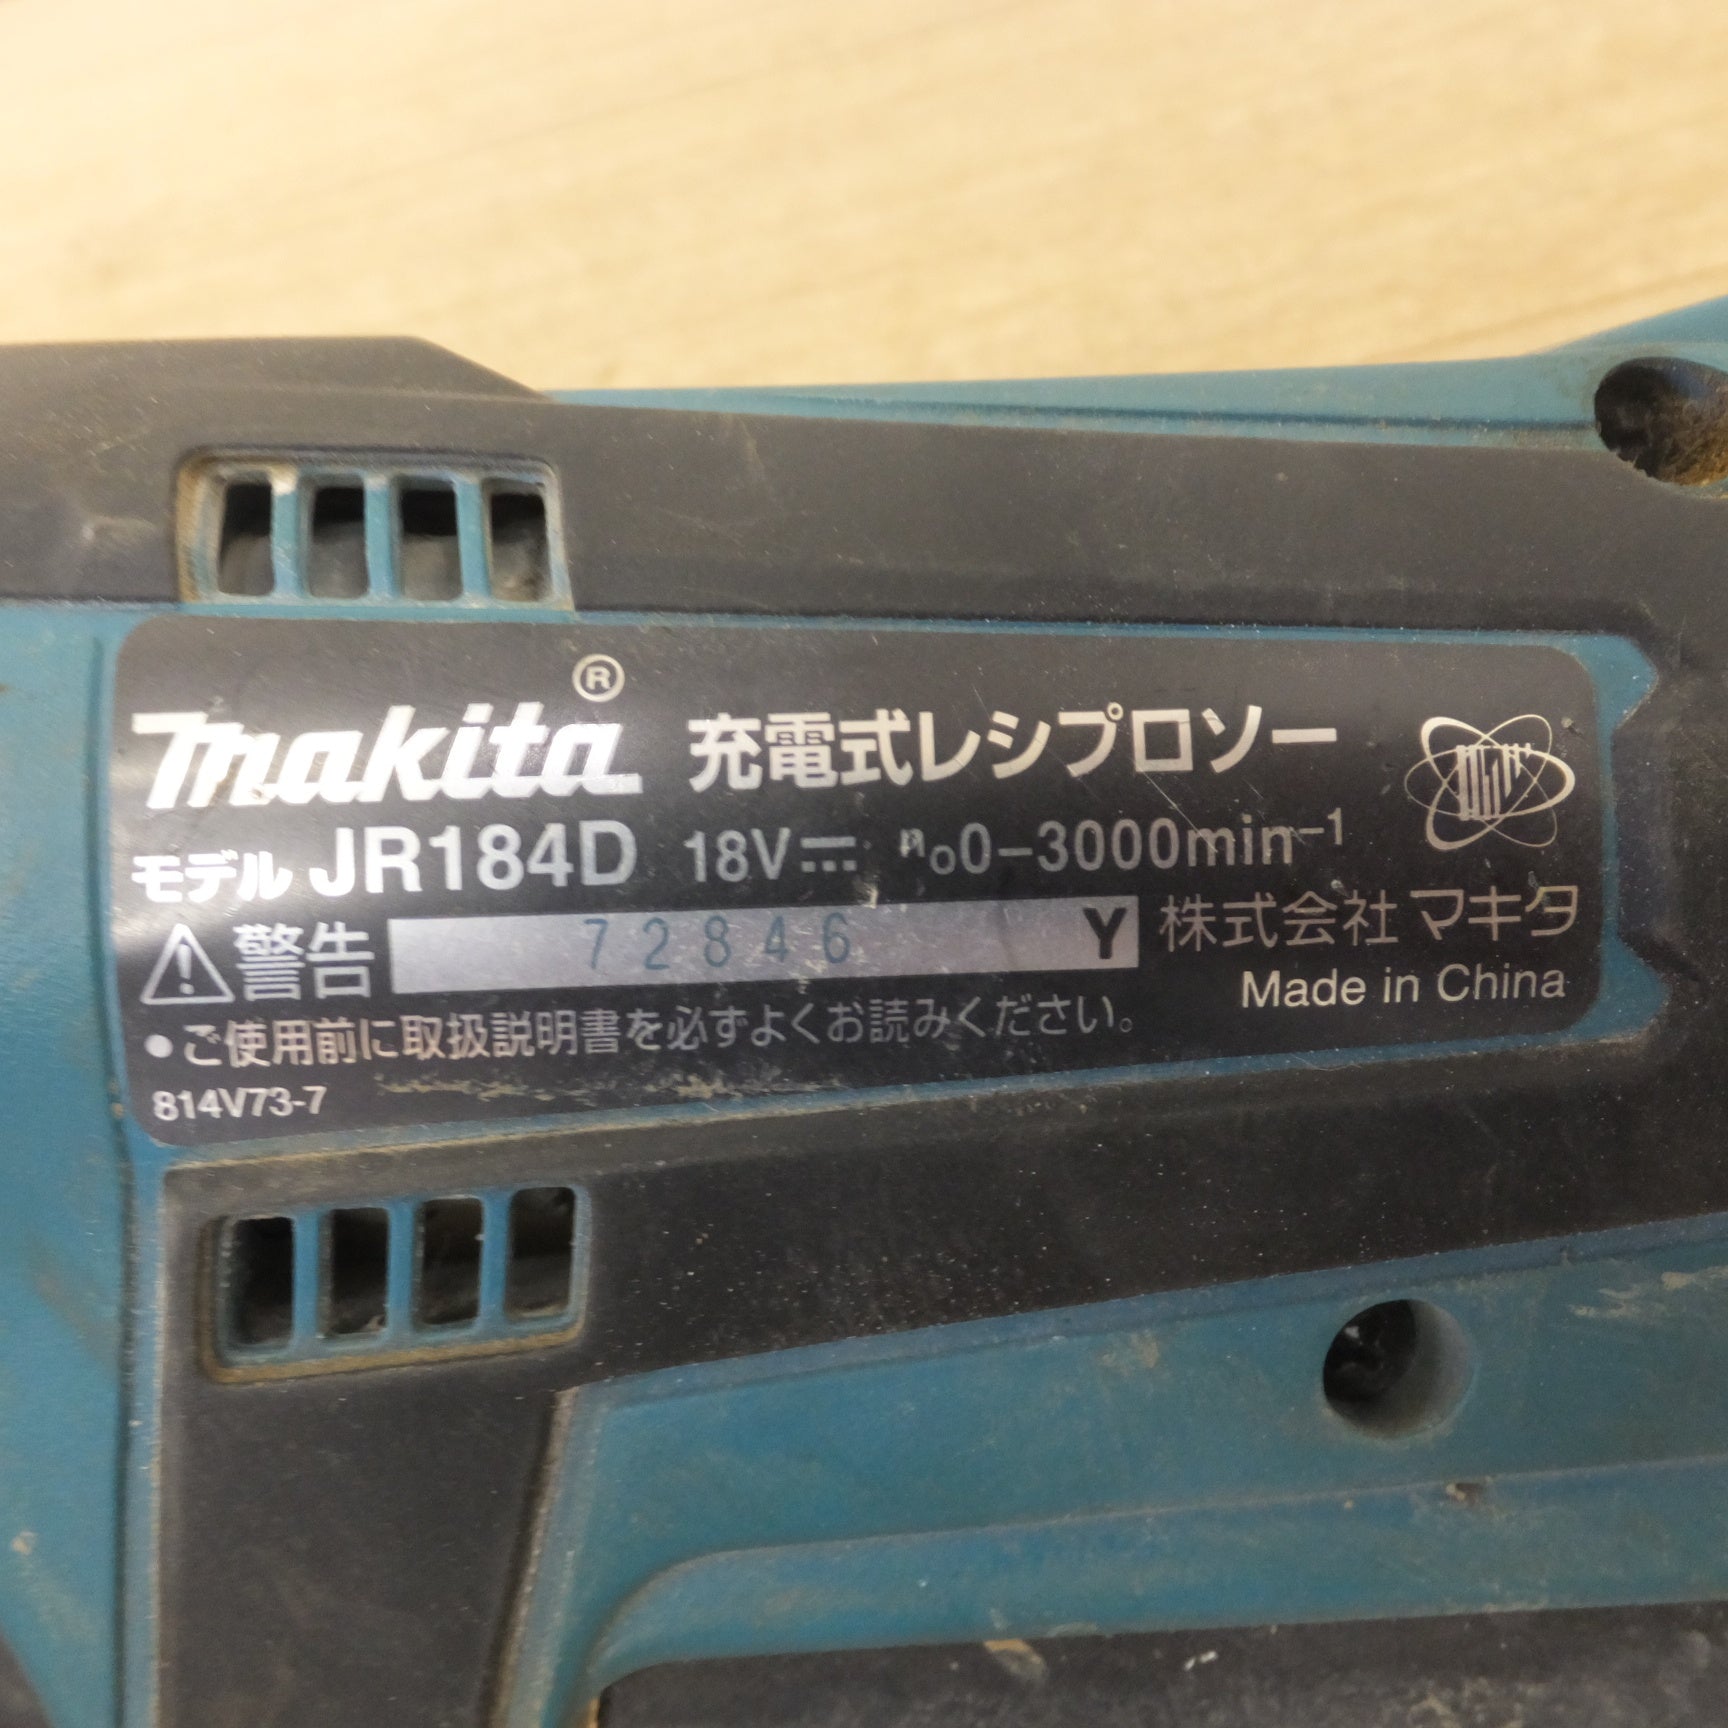 makita® 充電式レシプロソー
モデル JR184D 18V⎓ n₀0-3000min⁻¹
⚠警告 72846 Y 株式会社マキタ
Made in China
●ご使用前に取扱説明書を必ずよくお読みください。
814V73-7